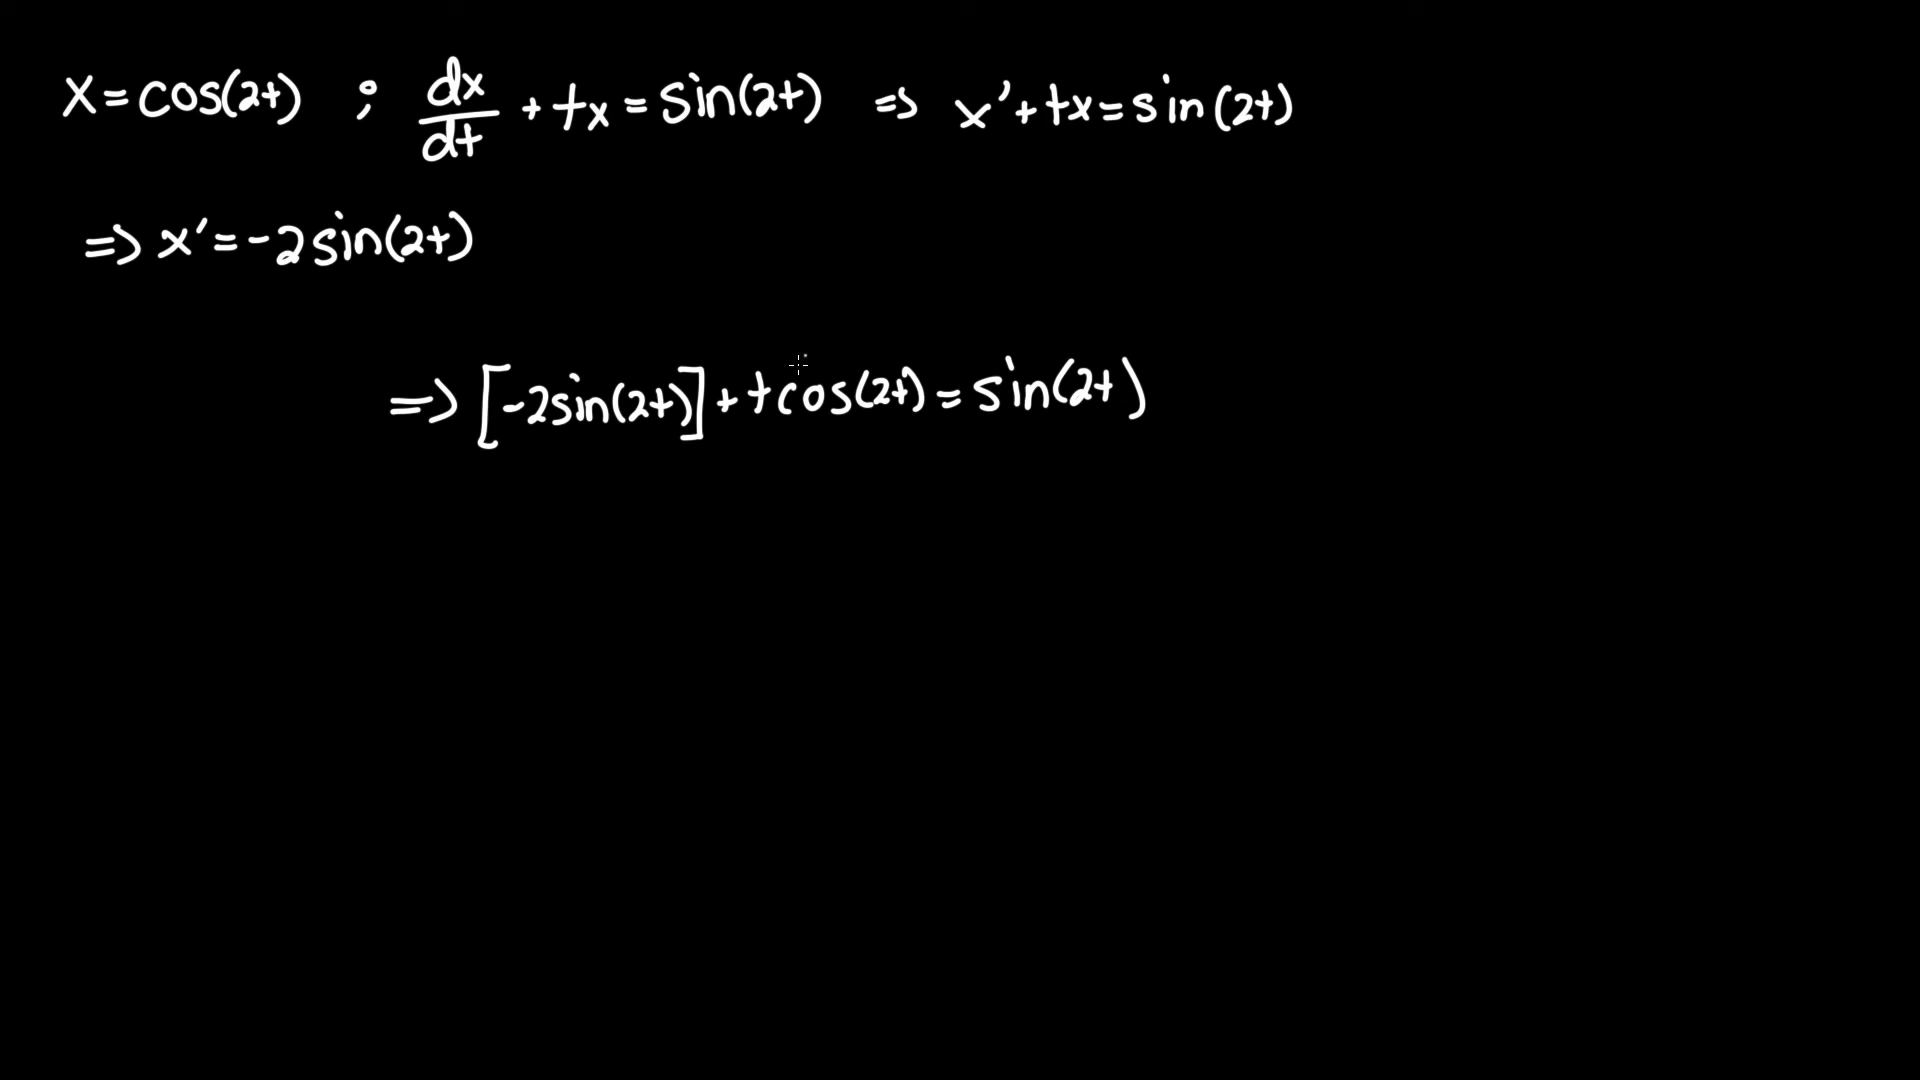 x = cos(2t) ; dx/dt + tx = sin(2t) => x' + tx = sin(2t)
=> x' = -2sin(2t)
=> [-2sin(2t)] + tcos(2t) = sin(2t)